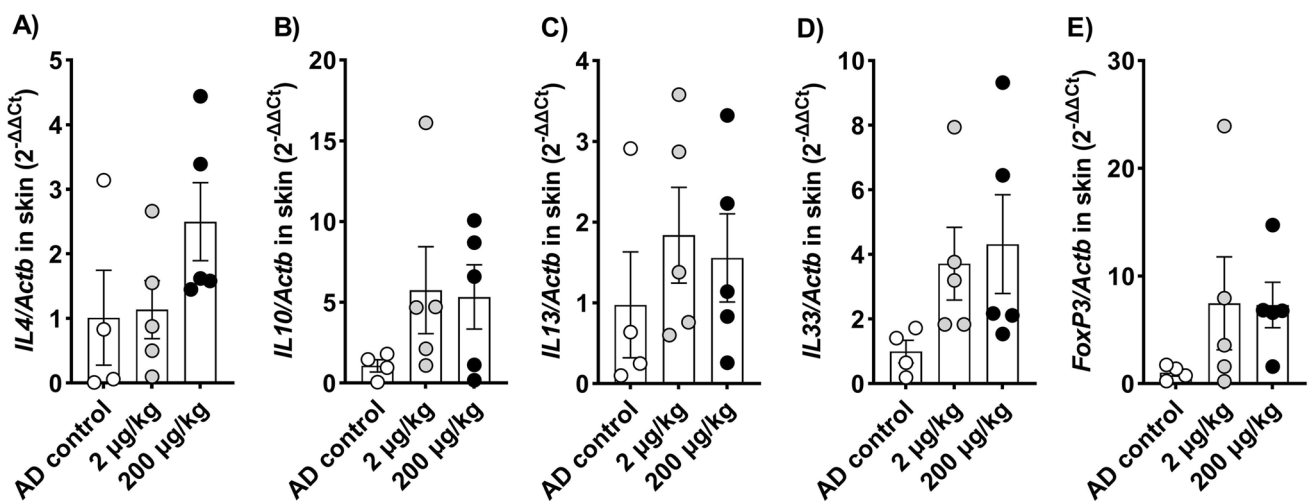 A)
IL4/Actb in skin (2-ΔΔCt)
5
4
3
2
1
0
AD control
2 µg/kg
200 µg/kg
B)
IL10/Actb in skin (2-ΔΔCt)
20
15
10
5
0
AD control
2 µg/kg
200 µg/kg
C)
IL13/Actb in skin (2-ΔΔCt)
4
3
2
1
0
AD control
2 µg/kg
200 µg/kg
D)
IL33/Actb in skin (2-ΔΔCt)
10
8
6
4
2
0
AD control
2 µg/kg
200 µg/kg
E)
FoxP3/Actb in skin (2-ΔΔCt)
30
20
10
0
AD control
2 µg/kg
200 µg/kg